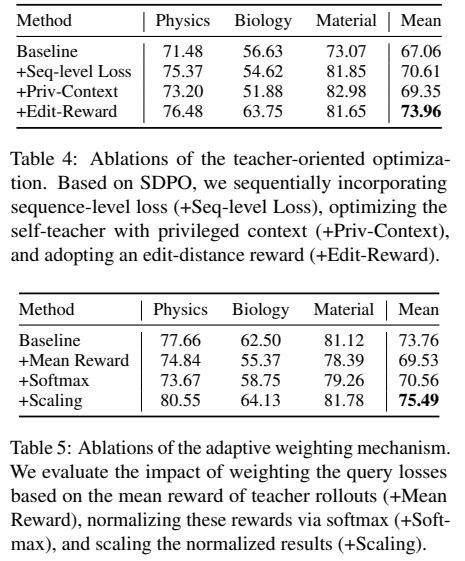 Method Physics Biology Material Mean
Baseline 71.48 56.63 73.07 67.06
+Seq-level Loss 75.37 54.62 81.85 70.61
+Priv-Context 73.20 51.88 82.98 69.35
+Edit-Reward 76.48 63.75 81.65 73.96
Table 4: Ablations of the teacher-oriented optimiza-
tion. Based on SDPO, we sequentially incorporating
sequence-level loss (+Seq-level Loss), optimizing the
self-teacher with privileged context (+Priv-Context),
and adopting an edit-distance reward (+Edit-Reward).
Method Physics Biology Material Mean
Baseline 77.66 62.50 81.12 73.76
+Mean Reward 74.84 55.37 78.39 69.53
+Softmax 73.67 58.75 79.26 70.56
+Scaling 80.55 64.13 81.78 75.49
Table 5: Ablations of the adaptive weighting mechanism.
We evaluate the impact of weighting the query losses
based on the mean reward of teacher rollouts (+Mean
Reward), normalizing these rewards via softmax (+Soft-
max), and scaling the normalized results (+Scaling).